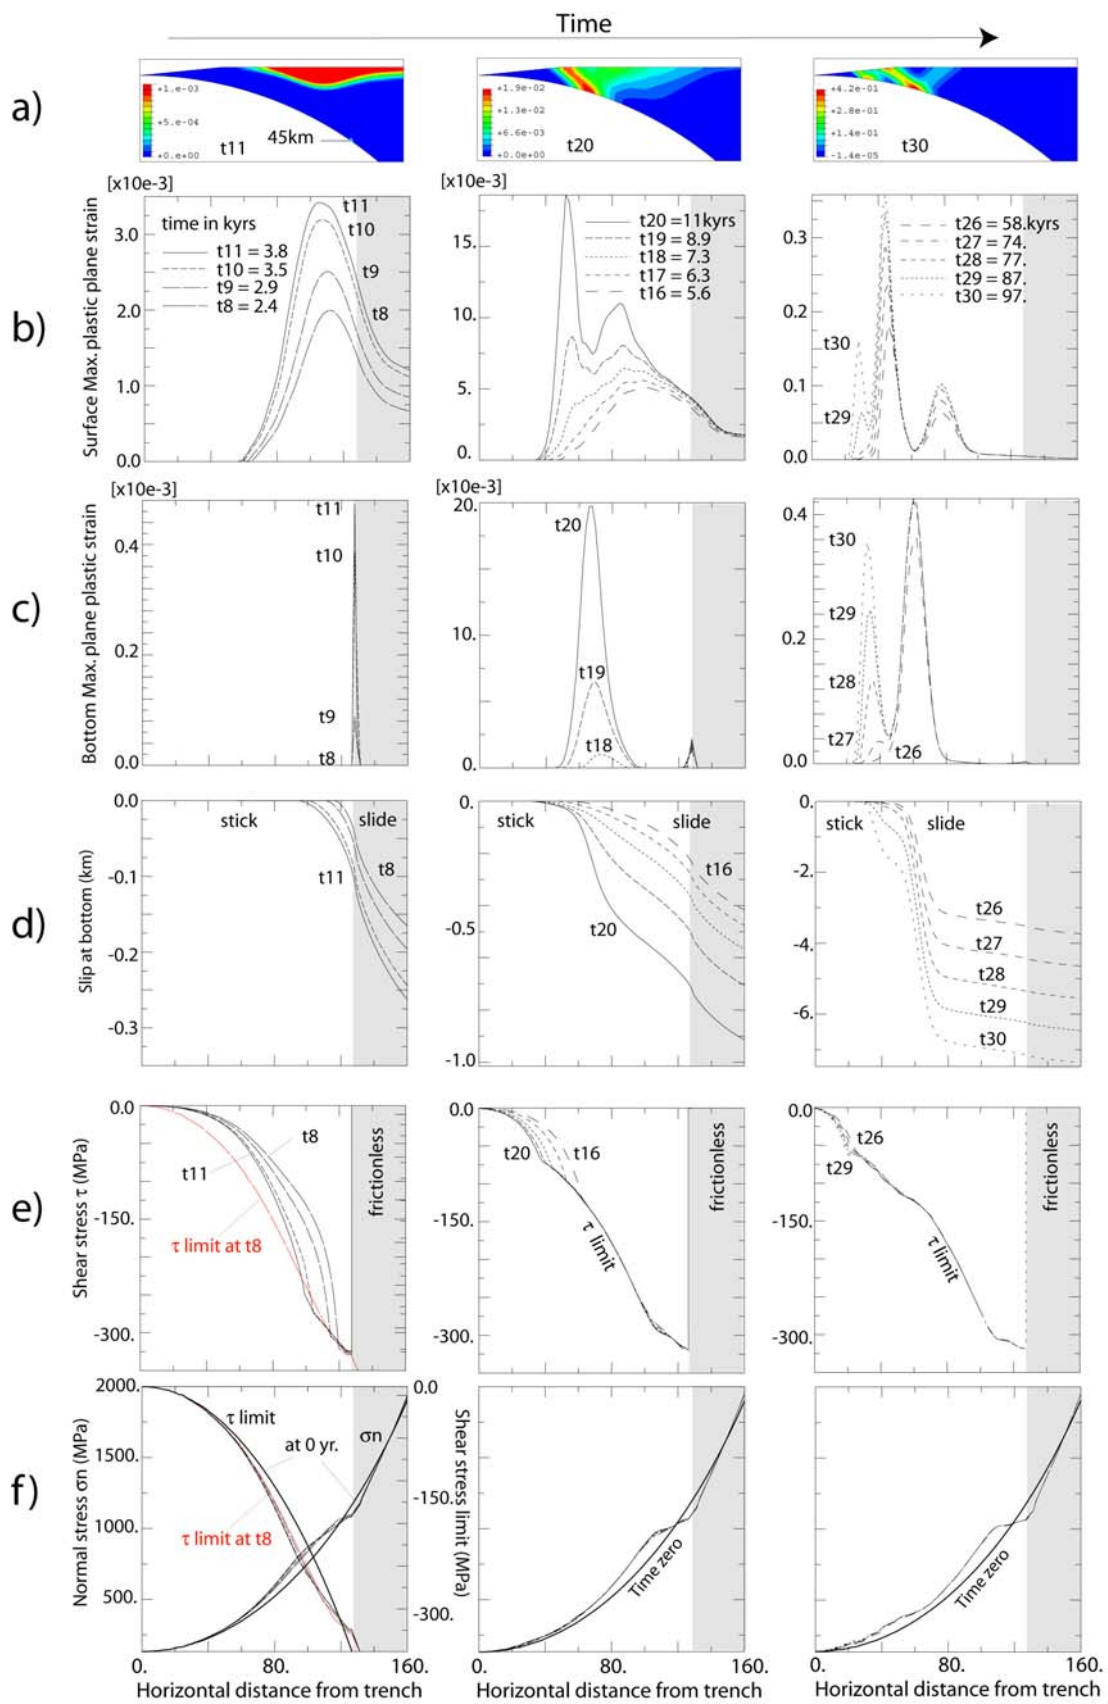 Time
a)
+1.e-03
+5.e-04
+0.e+00
t11
45km
+1.9e-02
+1.3e-02
+6.6e-03
+0.0e+00
t20
+4.2e-01
+2.8e-01
+1.4e-01
-1.4e-05
t30
b)
[x10e-3]
Surface Max. plastic plane strain
3.0
2.0
1.0
0.0
time in kyrs
t11 = 3.8
t10 = 3.5
t9 = 2.9
t8 = 2.4
t11
t10
t9
t8
[x10e-3]
15.
10.
5.
0.
t20 =11kyrs
t19 = 8.9
t18 = 7.3
t17 = 6.3
t16 = 5.6
0.3
0.2
0.1
0.0
t26 = 58.kyrs
t27 = 74.
t28 = 77.
t29 = 87.
t30 = 97.
t30
t29
c)
[x10e-3]
Bottom Max. plane plastic strain
0.4
0.2
0.0
t11
t10
t9
t8
[x10e-3]
20.
10.
0.
t20
t19
t18
0.4
0.2
0.0
t30
t29
t28
t27
t26
d)
Slip at bottom (km)
0.0
-0.1
-0.2
-0.3
stick
slide
t8
t11
0.
-0.5
-1.0
stick
slide
t16
t20
0.
-2.
-4.
-6.
stick
slide
t26
t27
t28
t29
t30
e)
Shear stress τ (MPa)
0.0
-150.
-300.
t8
t11
τ limit at t8
frictionless
0.0
-150.
-300.
t20
t16
τ limit
frictionless
0.0
-150.
-300.
t26
t29
τ limit
frictionless
f)
Normal stress σn (MPa)
2000.
1500.
1000.
500.
τ limit
at 0 yr.
σn
τ limit at t8
0.0
-150.
-300.
Shear stress limit (MPa)
Time zero
Time zero
0.
80.
160.
0.
80.
160.
0
80.
160.
Horizontal distance from trench
Horizontal distance from trench
Horizontal distance from trench